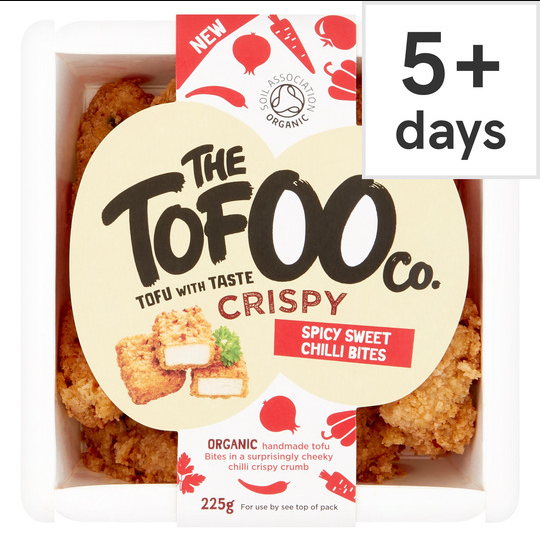 NEW
SOIL ASSOCIATION
ORGANIC
5+
days
THE
TOFOO
Co.
TOFU WITH TASTE
CRISPY
SPICY SWEET
CHILLI BITES
ORGANIC handmade tofu
Bites in a surprisingly cheeky
chilli crispy crumb
225g For use by see top of pack